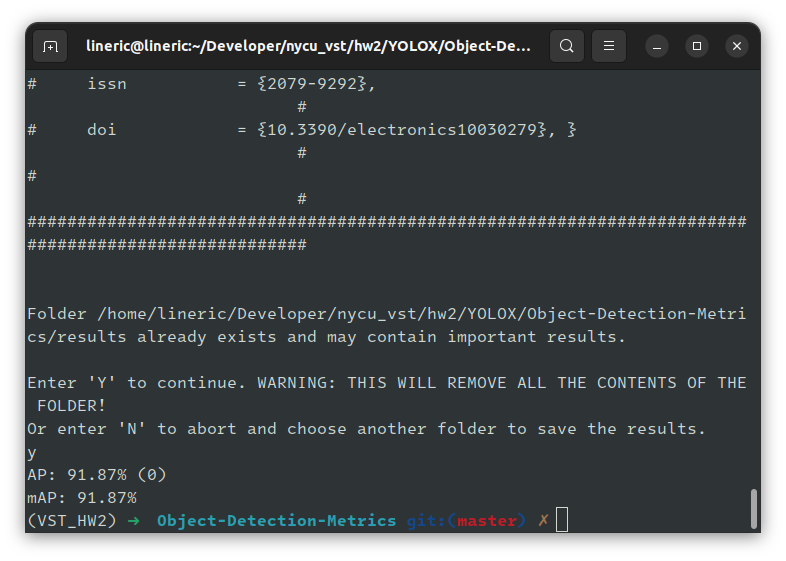 lineric@lineric:~/Developer/nycu_vst/hw2/YOLOX/Object-De...
#     issn           = {2079-9292},
                           #
#     doi            = {10.3390/electronics10030279}, }
                           #
#
                           #
########################################################################
############################
Folder /home/lineric/Developer/nycu_vst/hw2/YOLOX/Object-Detection-Metri
cs/results already exists and may contain important results.
Enter 'Y' to continue. WARNING: THIS WILL REMOVE ALL THE CONTENTS OF THE
 FOLDER!
Or enter 'N' to abort and choose another folder to save the results.
y
AP: 91.87% (0)
mAP: 91.87%
(VST_HW2) ➜  Object-Detection-Metrics git:(master) ✗